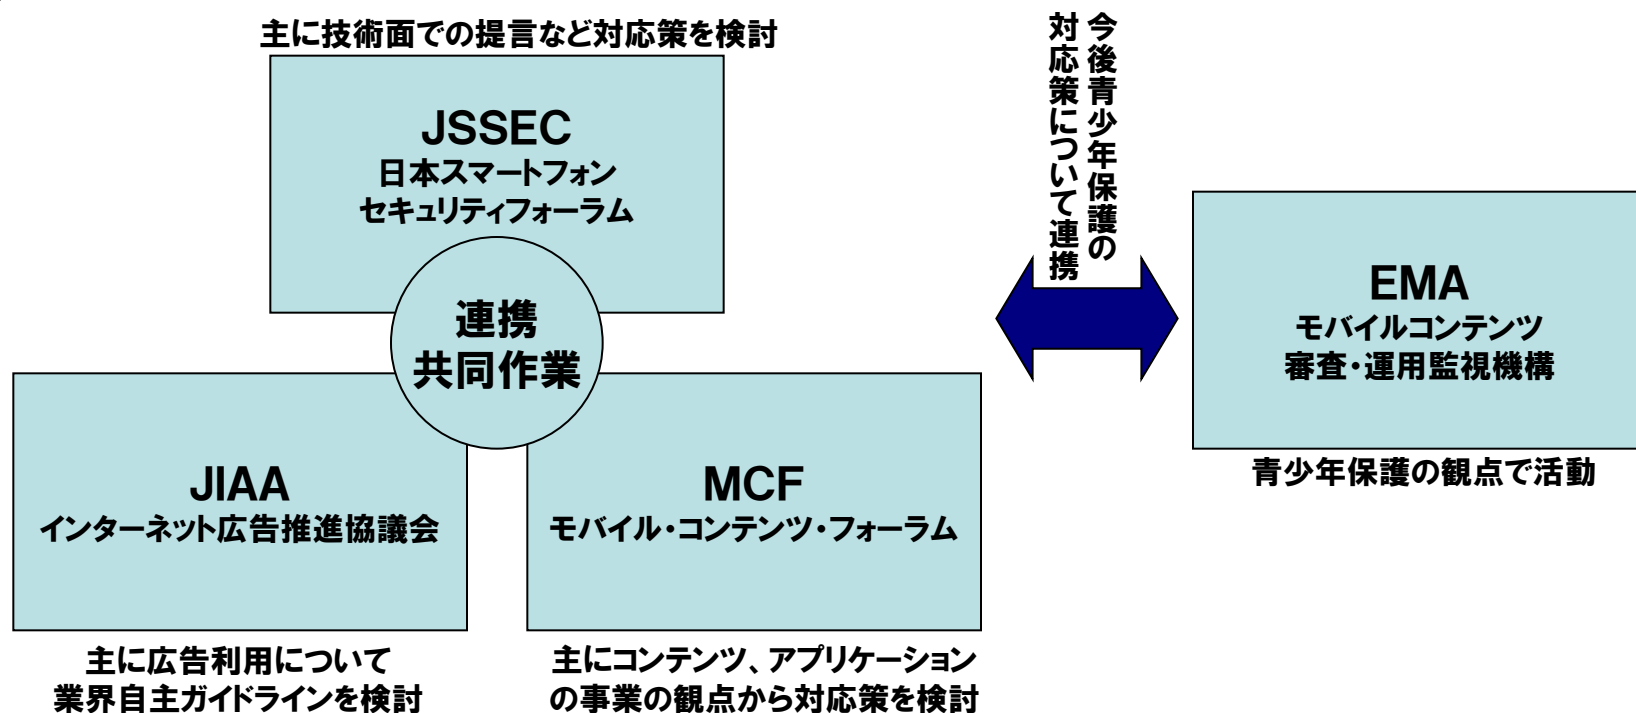 主に技術面での提言など対応策を検討
JSSEC
日本スマートフォン
セキュリティフォーラム
連携
共同作業
JIAA
インターネット広告推進協議会
主に広告利用について
業界自主ガイドラインを検討
MCF
モバイル・コンテンツ・フォーラム
主にコンテンツ、アプリケーション
の事業の観点から対応策を検討
今後青少年保護の
対応策について連携
EMA
モバイルコンテンツ
審査・運用監視機構
青少年保護の観点で活動